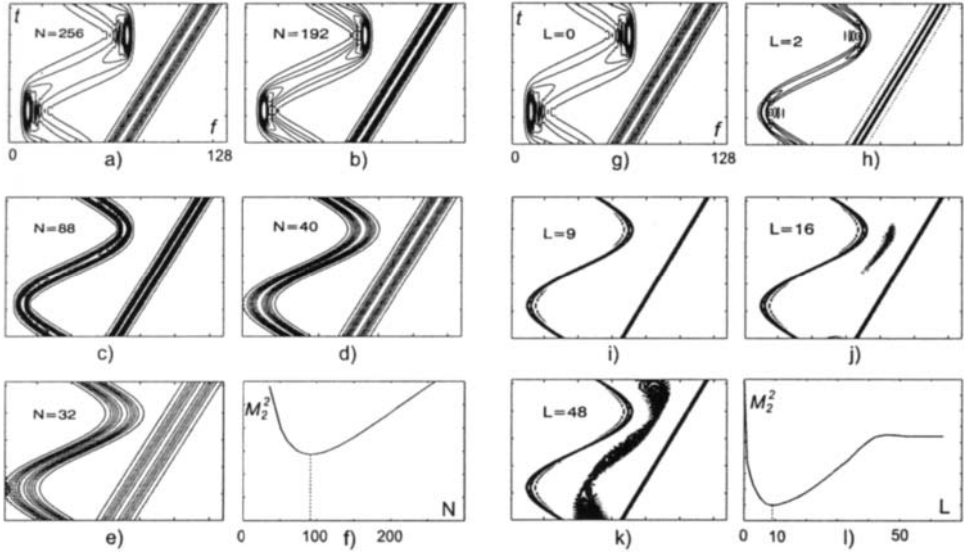 t
N=256
f
0
128
a)
N=192
b)
t
L=0
f
0
128
g)
L=2
h)
N=88
c)
N=40
d)
L=9
i)
L=16
j)
N=32
e)
M₂²
N
0
100
200
f)
L=48
k)
M₂²
L
0
10
50
l)